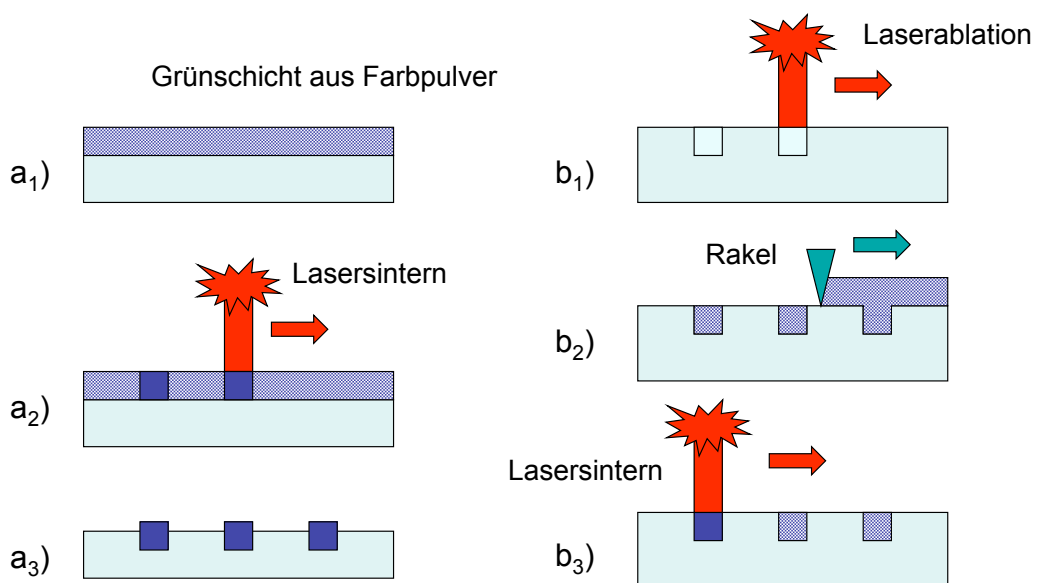 Grünschicht aus Farbpulver
a₁)
Lasersintern
a₂)
a₃)
Laserablation
b₁)
Rakel
b₂)
Lasersintern
b₃)